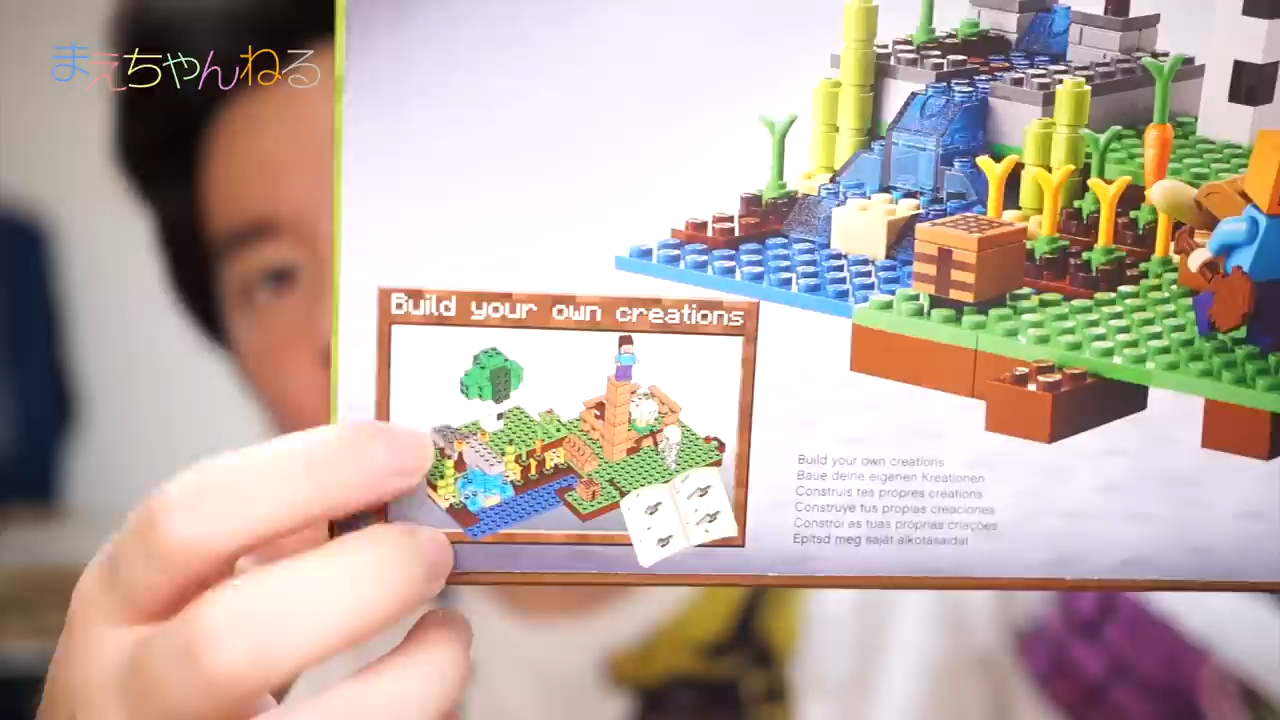 まえちゃんねる
Build your own creations
Build your own creations
Baue deine eigenen Kreationen
Construis tes propres créations
Construye tus propias creaciones
Constrói as tuas próprias criações
Építsd meg saját alkotásaidat